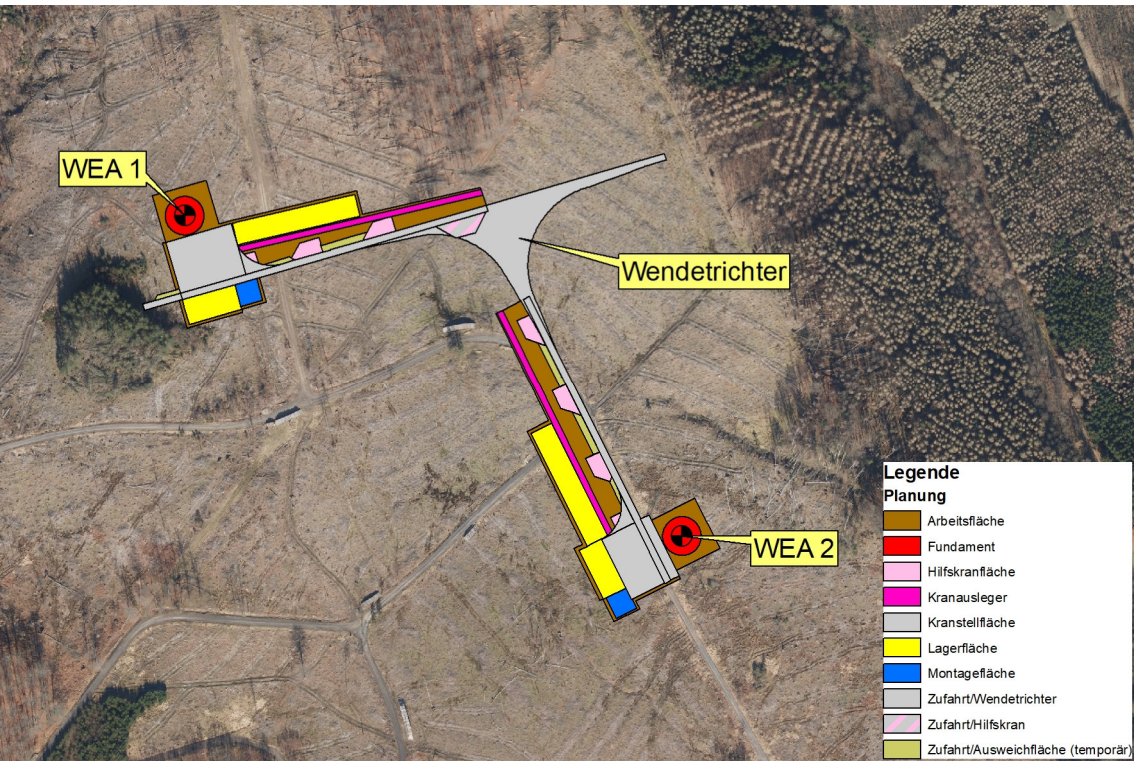 WEA 1
Wendetrichter
WEA 2
Legende
Planung
Arbeitsfläche
Fundament
Hilfskranfläche
Kranausleger
Kranstellfläche
Lagerfläche
Montagefläche
Zufahrt/Wendetrichter
Zufahrt/Hilfskran
Zufahrt/Ausweichfläche (temporär)